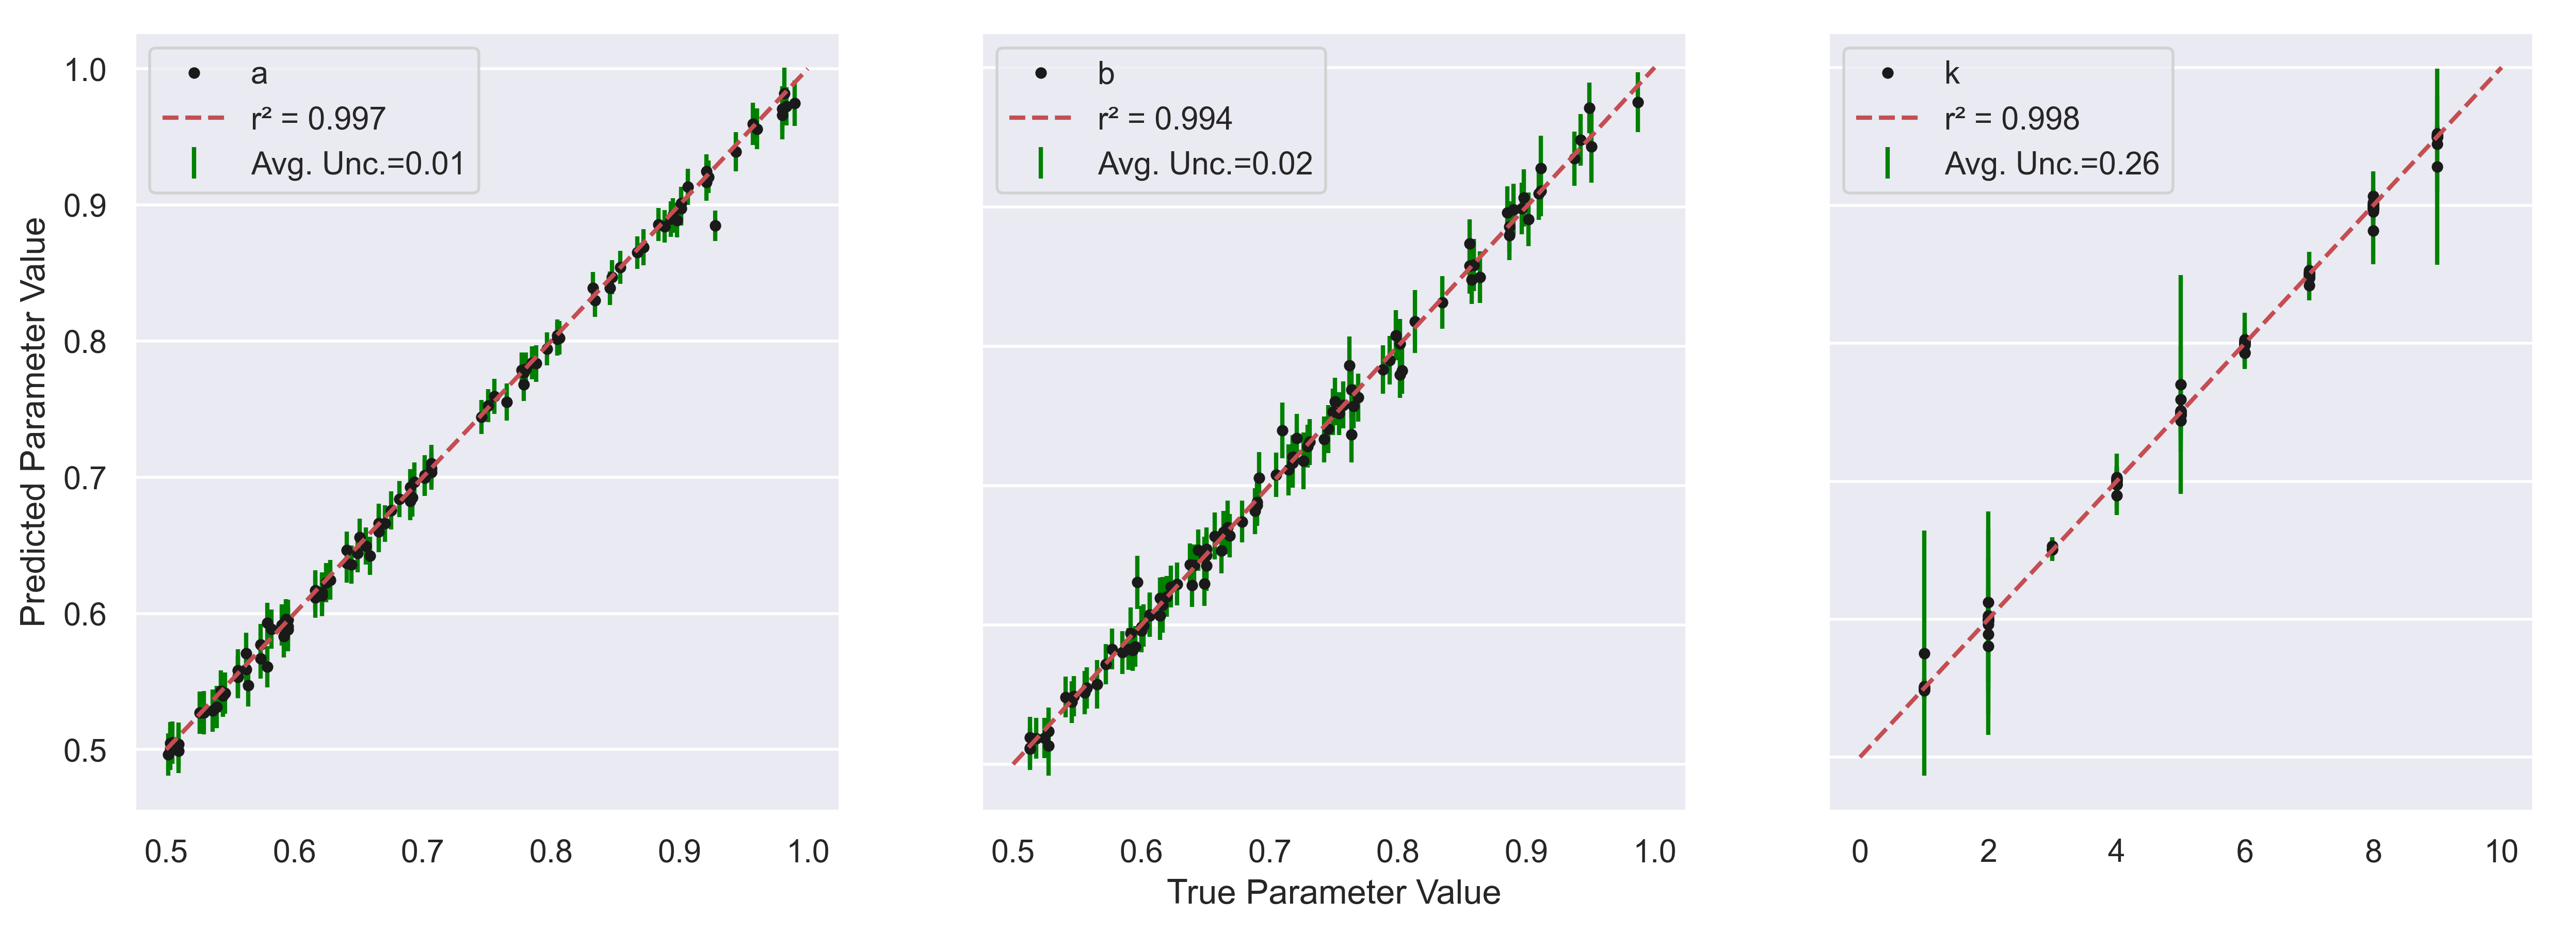 a
r² = 0.997
Avg. Unc.=0.01
b
r² = 0.994
Avg. Unc.=0.02
k
r² = 0.998
Avg. Unc.=0.26
Predicted Parameter Value
1.0
0.9
0.8
0.7
0.6
0.5
0.5 0.6 0.7 0.8 0.9 1.0
0.5 0.6 0.7 0.8 0.9 1.0
0 2 4 6 8 10
True Parameter Value